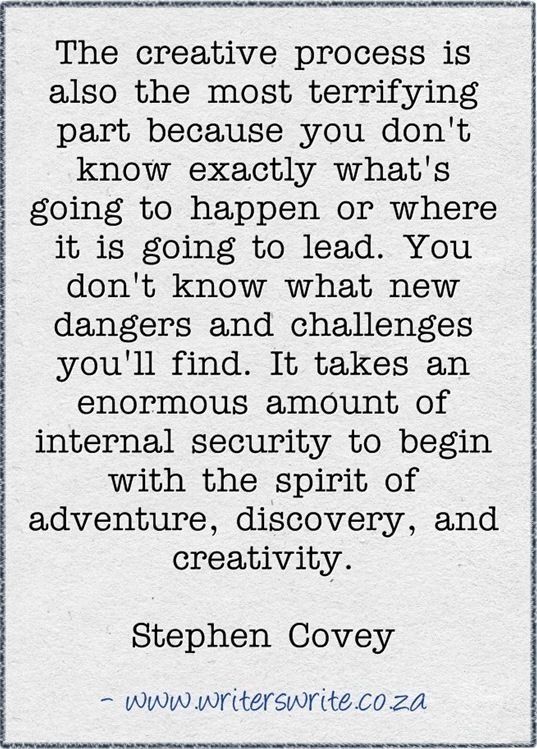 The creative process is
also the most terrifying
part because you don't
know exactly what's
going to happen or where
it is going to lead. You
don't know what new
dangers and challenges
you'll find. It takes an
enormous amount of
internal security to begin
with the spirit of
adventure, discovery, and
creativity.
Stephen Covey
- www.writerswrite.co.za